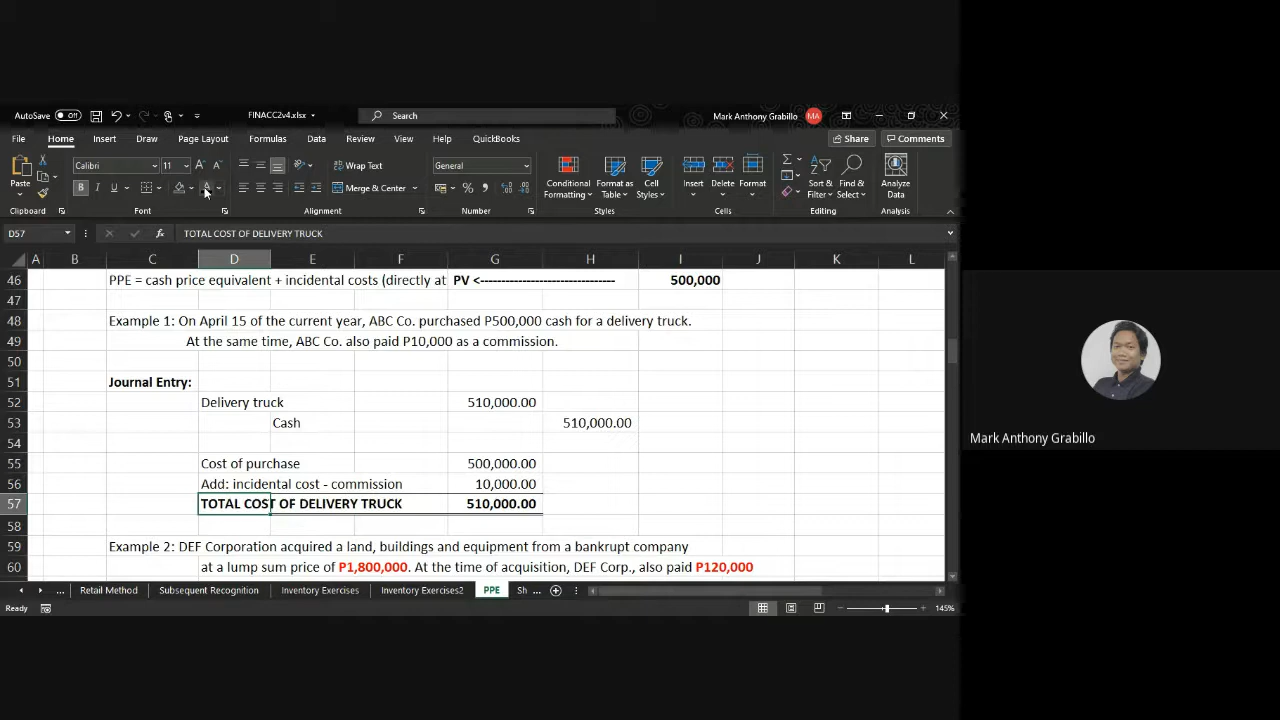 AutoSave Off FINACC2v4.xlsx Search Mark Anthony Grabillo MA
File Home Insert Draw Page Layout Formulas Data Review View Help QuickBooks Share Comments
Paste Calibri 11 Wrap Text General Conditional Formatting Format as Table Cell Styles Insert Delete Format Sort & Filter Find & Select Analyze Data
B I U A Merge & Center % ,
Clipboard Font Alignment Number Styles Cells Editing Analysis
D57 fx TOTAL COST OF DELIVERY TRUCK
A B C D E F G H I J K L
46 PPE = cash price equivalent + incidental costs (directly at PV <------------------------------- 500,000
47
48 Example 1: On April 15 of the current year, ABC Co. purchased P500,000 cash for a delivery truck.
49 At the same time, ABC Co. also paid P10,000 as a commission.
50
51 Journal Entry:
52 Delivery truck 510,000.00
53 Cash 510,000.00
54
55 Cost of purchase 500,000.00
56 Add: incidental cost - commission 10,000.00
57 TOTAL COST OF DELIVERY TRUCK 510,000.00
58
59 Example 2: DEF Corporation acquired a land, buildings and equipment from a bankrupt company
60 at a lump sum price of P1,800,000. At the time of acquisition, DEF Corp., also paid P120,000
... Retail Method Subsequent Recognition Inventory Exercises Inventory Exercises2 PPE Sh ...
Ready 145%
Mark Anthony Grabillo